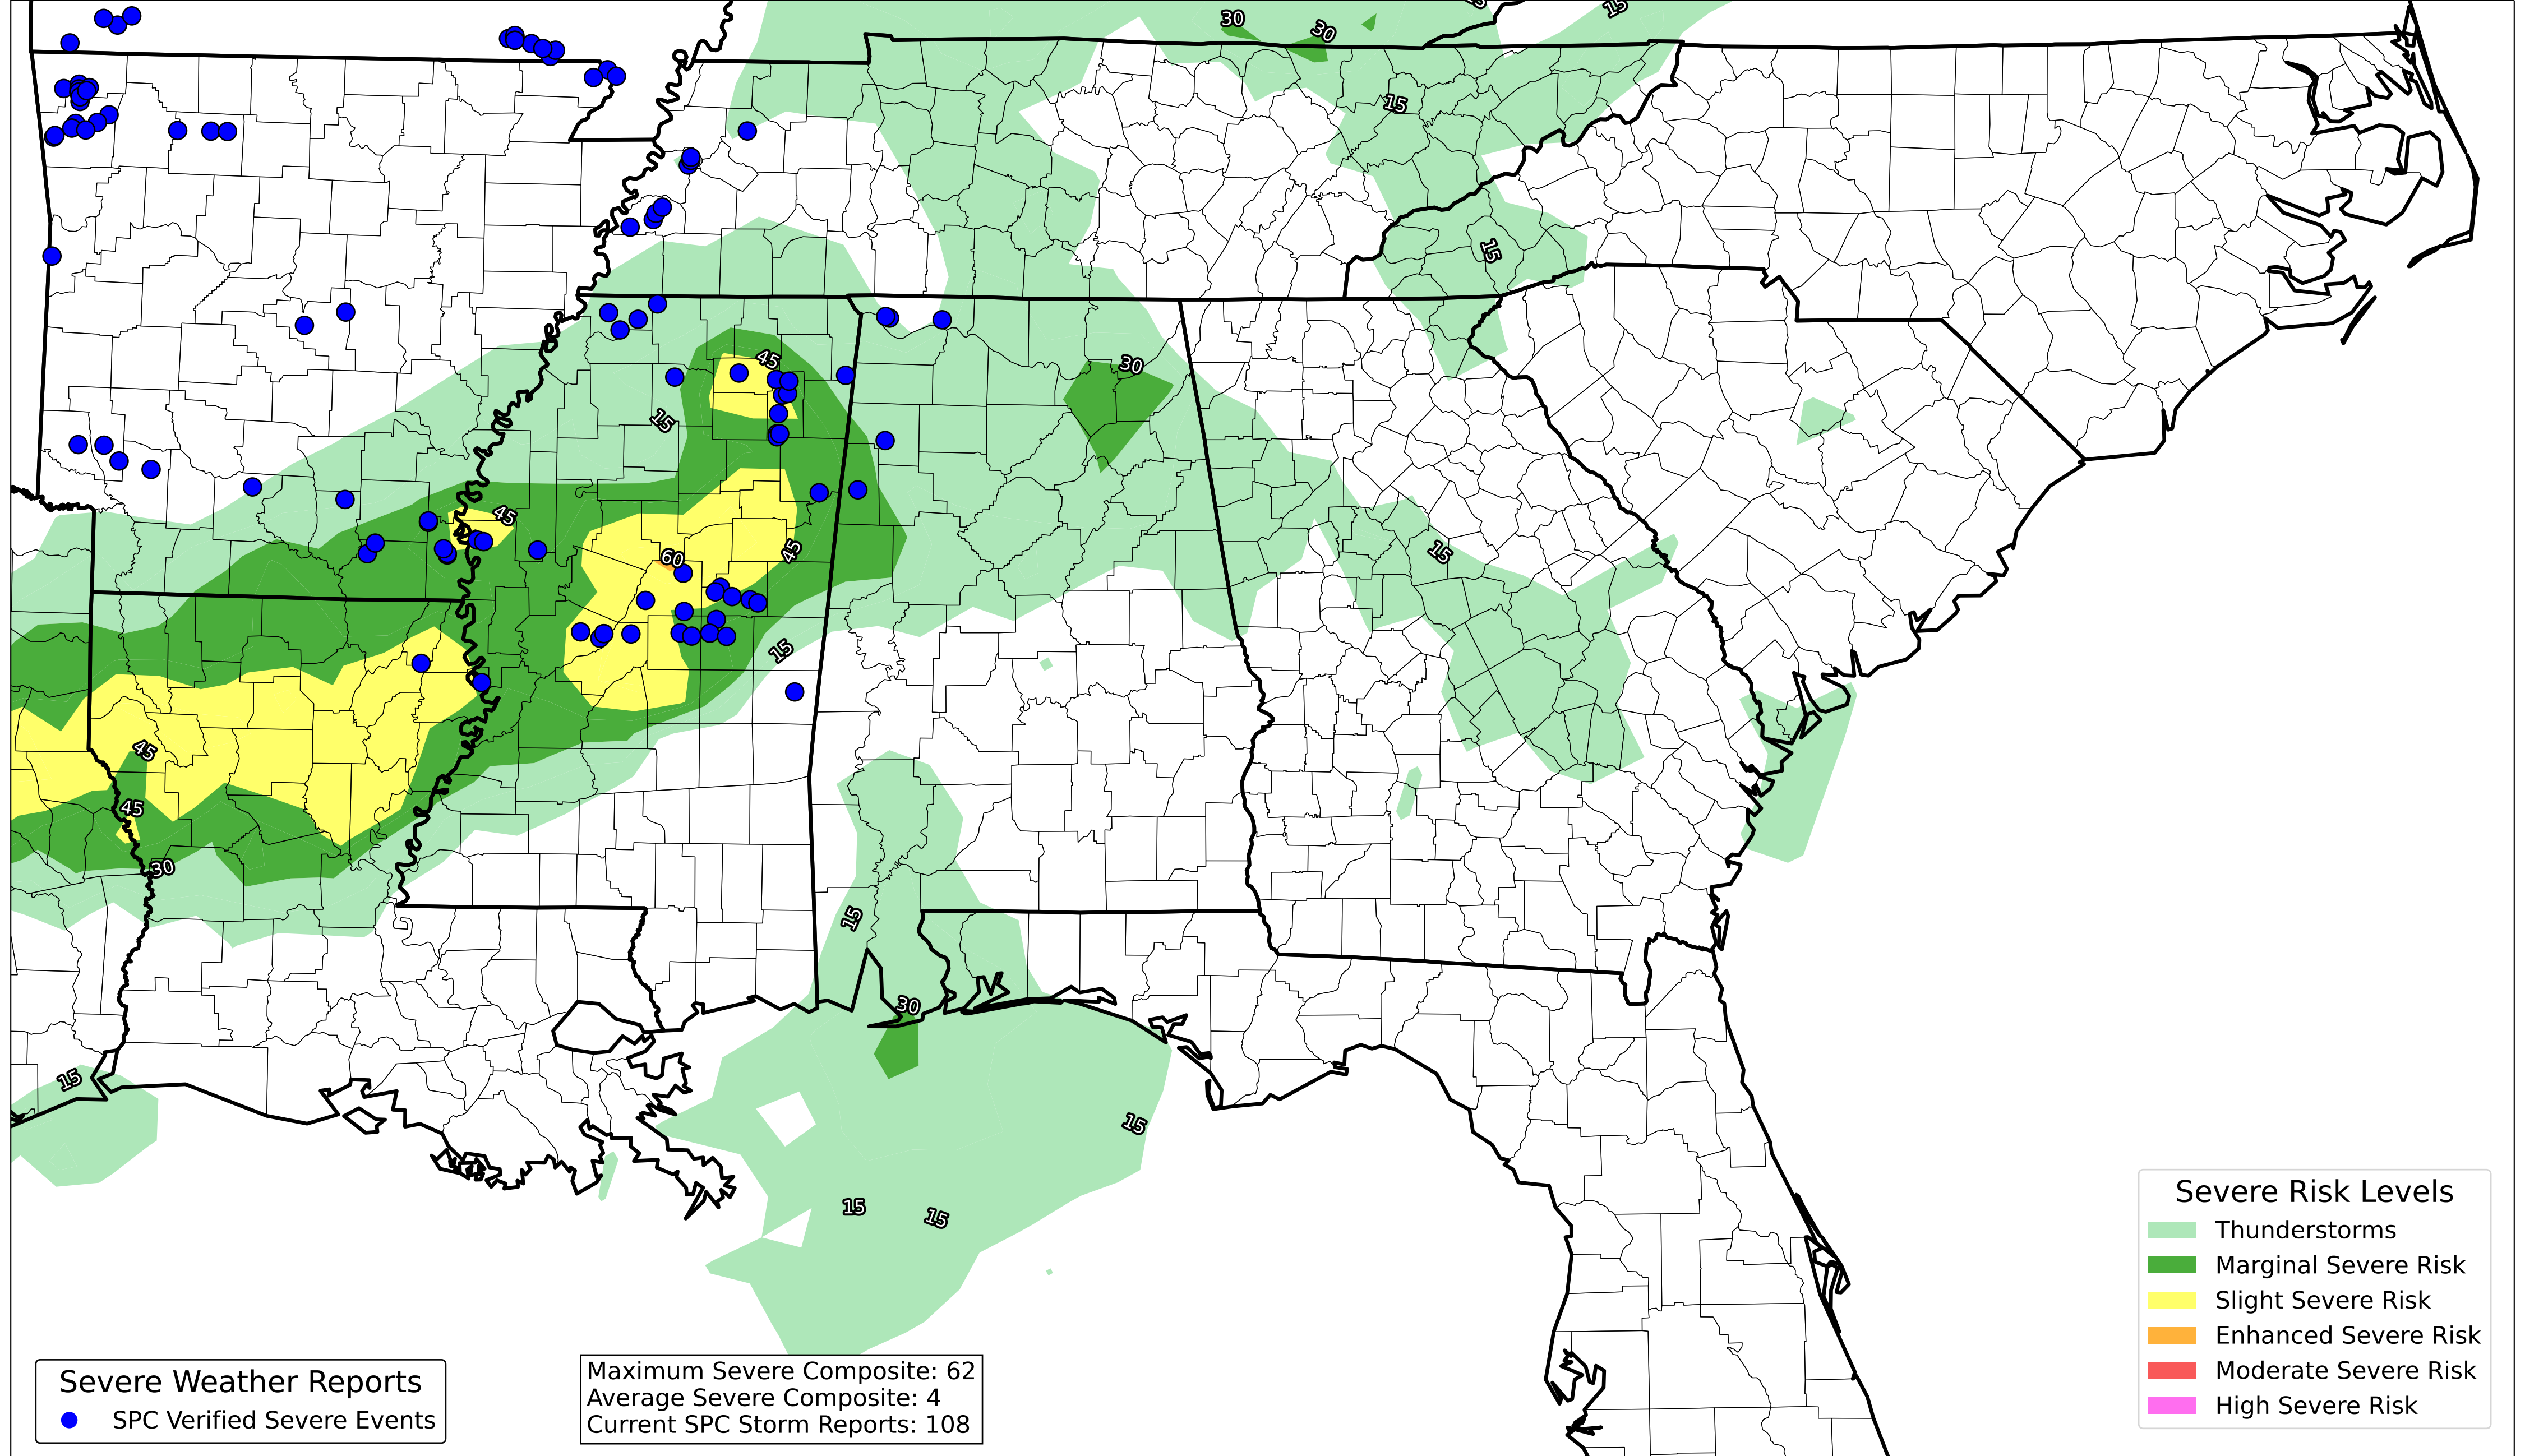 15
15
30
30
15
15
45
30
15
45
60
45
15
15
45
45
30
15
30
15
15
15
15
Severe Risk Levels
Thunderstorms
Marginal Severe Risk
Slight Severe Risk
Enhanced Severe Risk
Moderate Severe Risk
High Severe Risk
Severe Weather Reports
SPC Verified Severe Events
Maximum Severe Composite: 62
Average Severe Composite: 4
Current SPC Storm Reports: 108